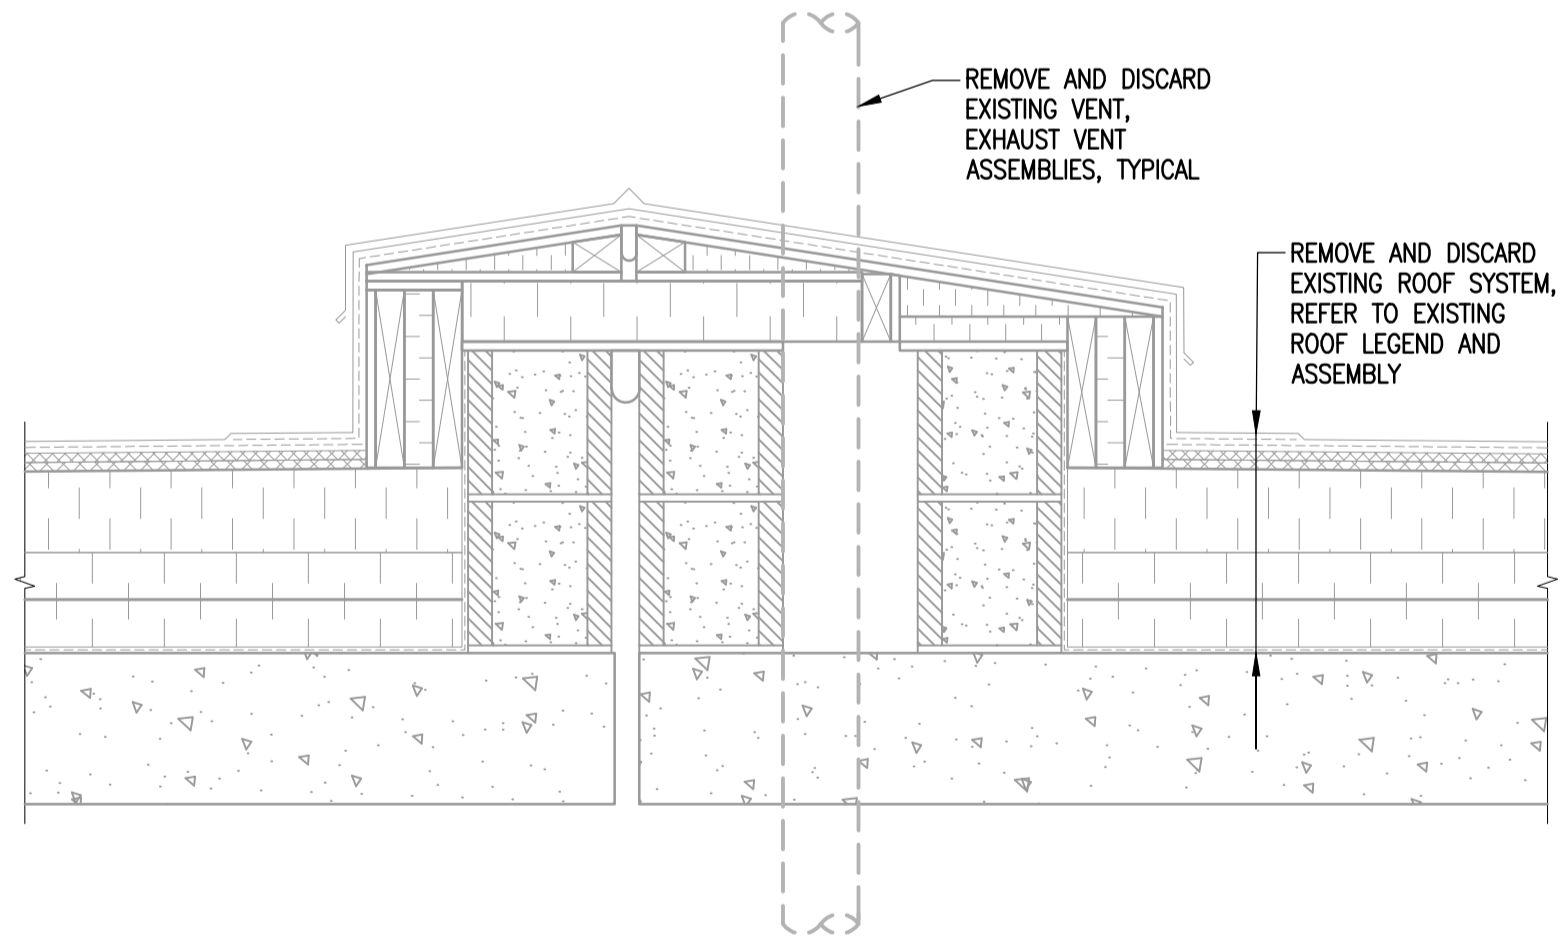 REMOVE AND DISCARD
EXISTING VENT,
EXHAUST VENT
ASSEMBLIES, TYPICAL
REMOVE AND DISCARD
EXISTING ROOF SYSTEM,
REFER TO EXISTING
ROOF LEGEND AND
ASSEMBLY